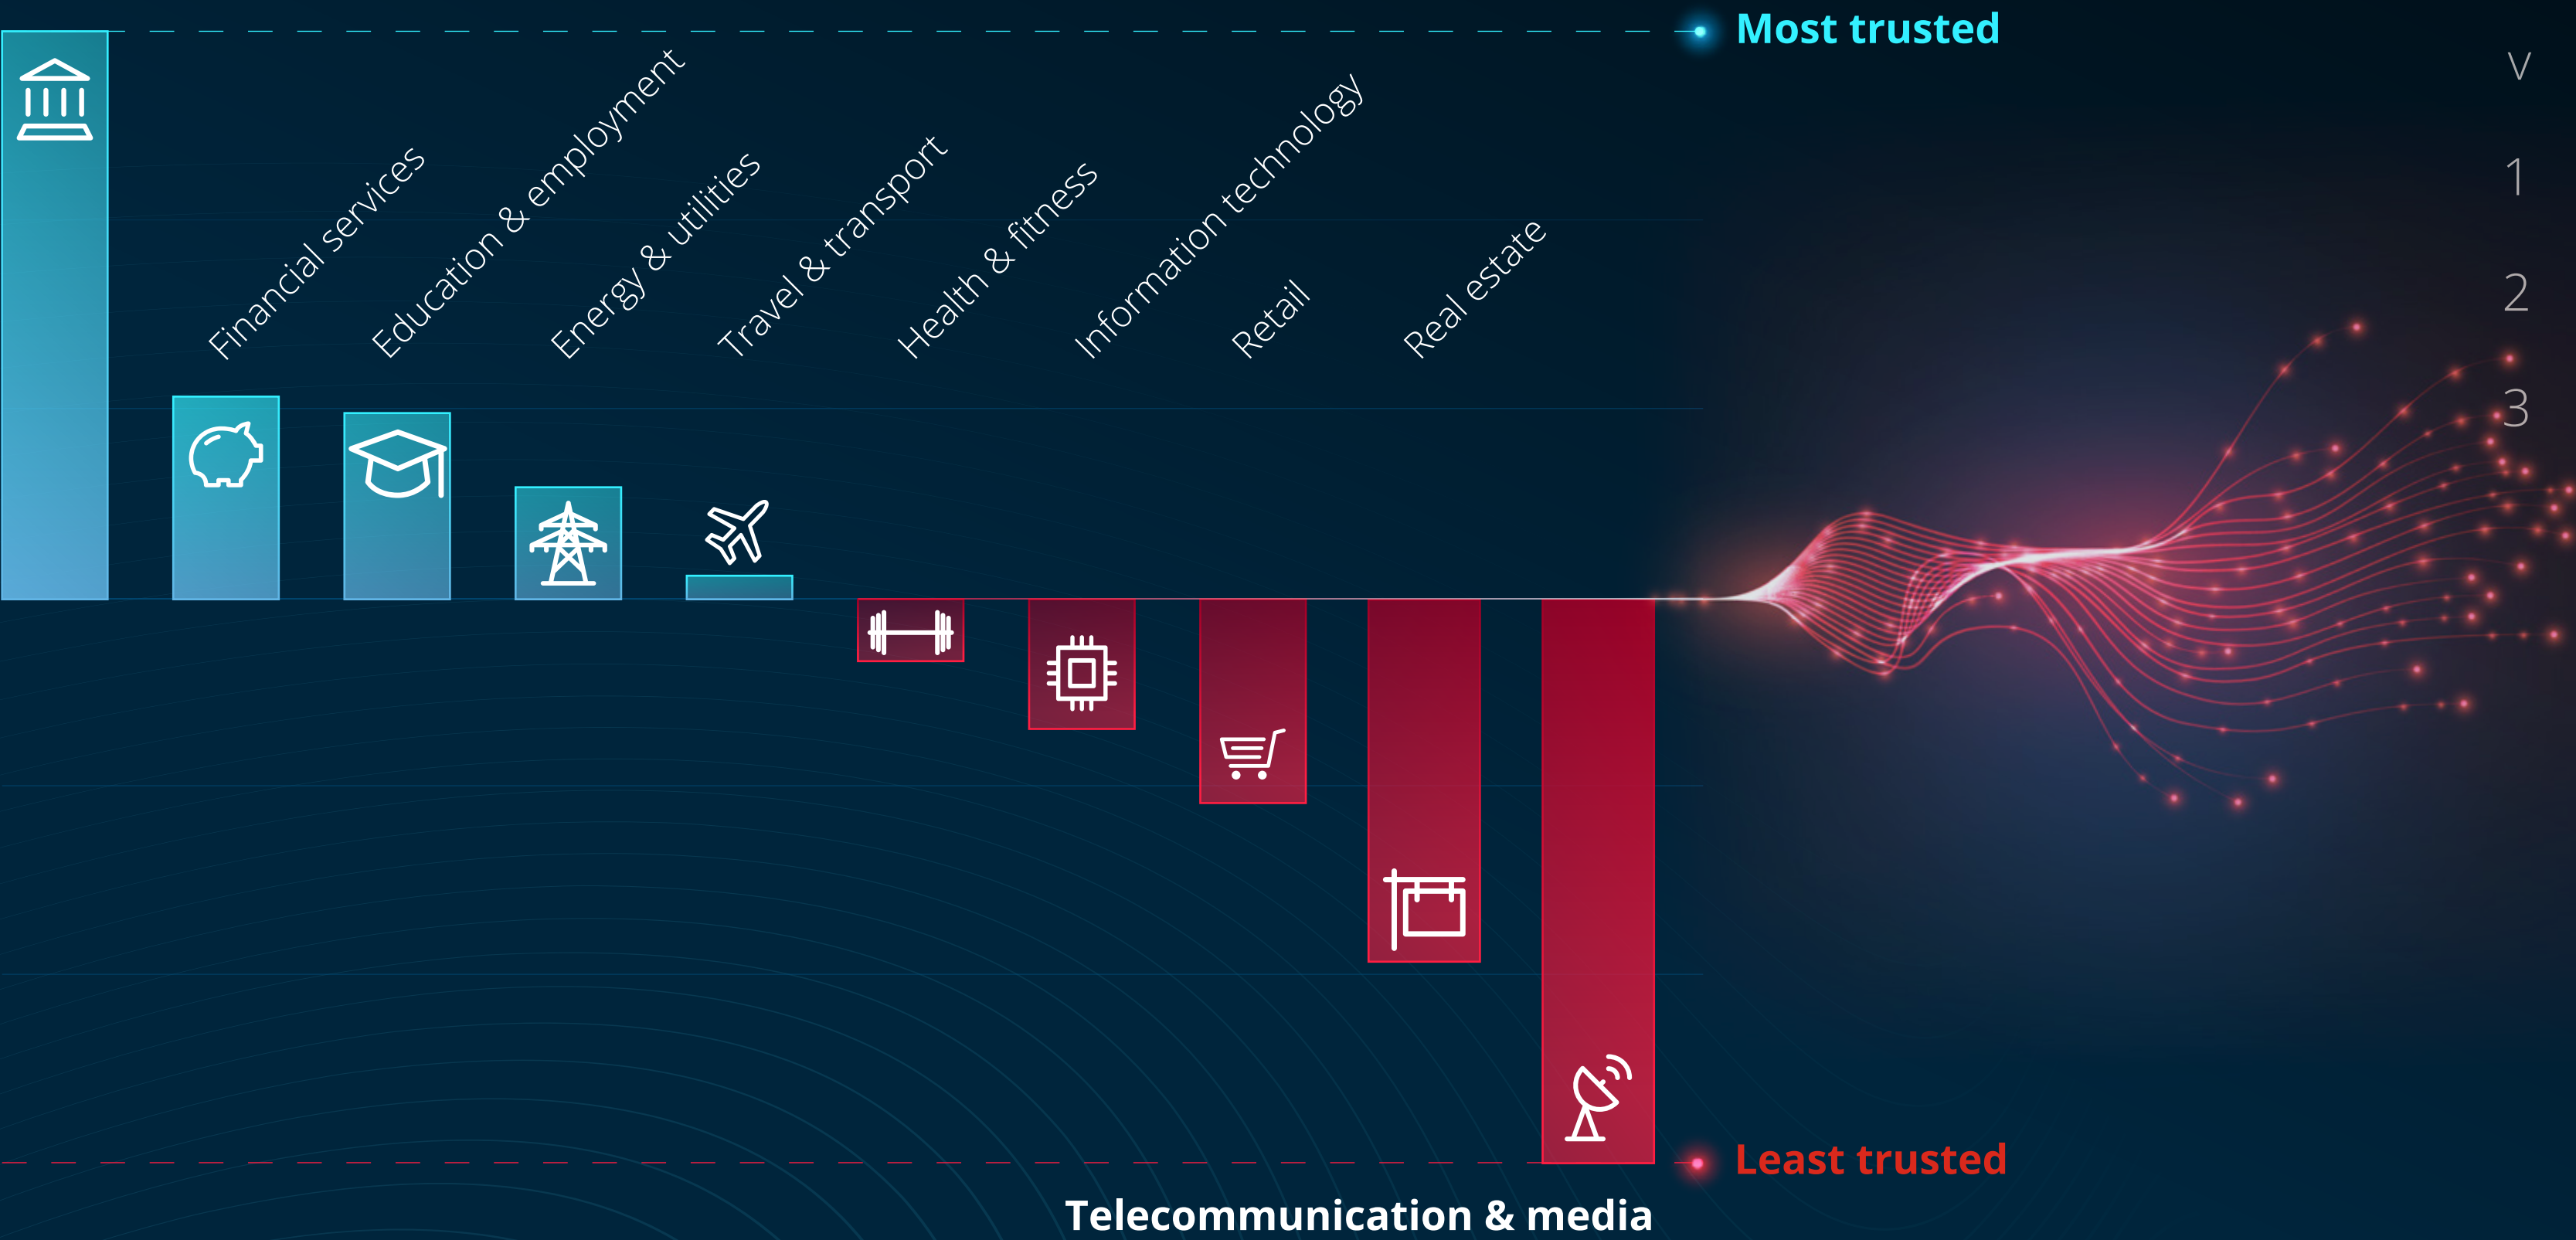 Most trusted
V
1
2
3
Financial services
Education & employment
Energy & utilities
Travel & transport
Health & fitness
Information technology
Retail
Real estate
Least trusted
Telecommunication & media